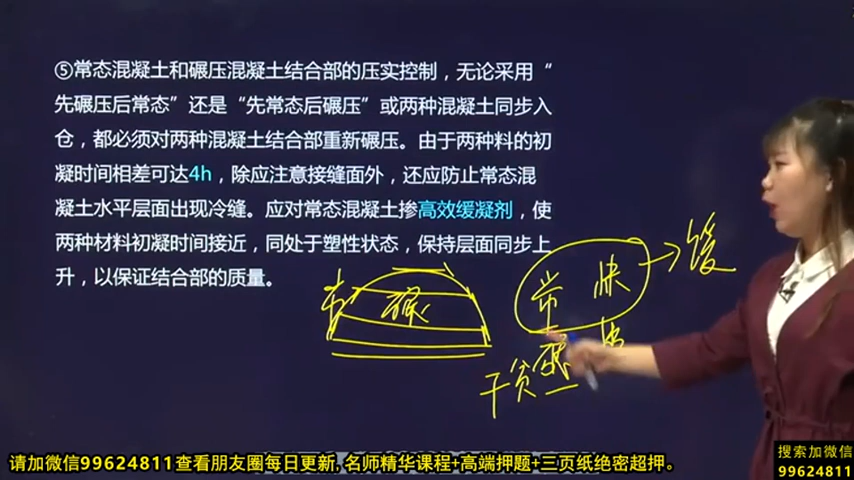 ⑤常态混凝土和碾压混凝土结合部的压实控制，无论采用“
先碾压后常态”还是“先常态后碾压”或两种混凝土同步入
仓，都必须对两种混凝土结合部重新碾压。由于两种料的初
凝时间相差可达4h，除应注意接缝面外，还应防止常态混
凝土水平层面出现冷缝。应对常态混凝土掺高效缓凝剂，使
两种材料初凝时间接近，同处于塑性状态，保持层面同步上
升，以保证结合部的质量。
常 碾 常 快 缓
干贫碾
请加微信99624811查看朋友圈每日更新,名师精华课程+高端押题+三页纸绝密超押。
搜索加微信
99624811